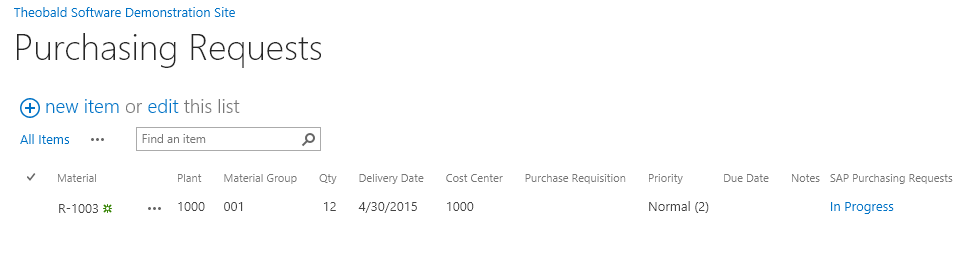 Theobald Software Demonstration Site
Purchasing Requests
new item or edit this list
All Items ••• Find an item
Material Plant Material Group Qty Delivery Date Cost Center Purchase Requisition Priority Due Date Notes SAP Purchasing Requests
R-1003 ••• 1000 001 12 4/30/2015 1000 Normal (2) In Progress